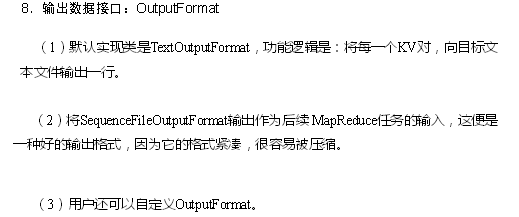 8. 输出数据接口：OutputFormat
（1）默认实现类是TextOutputFormat，功能逻辑是：将每一个KV对，向目标文
本文件输出一行。
（2）将SequenceFileOutputFormat输出作为后续 MapReduce任务的输入，这便是
一种好的输出格式，因为它的格式紧凑，很容易被压缩。
（3）用户还可以自定义OutputFormat。